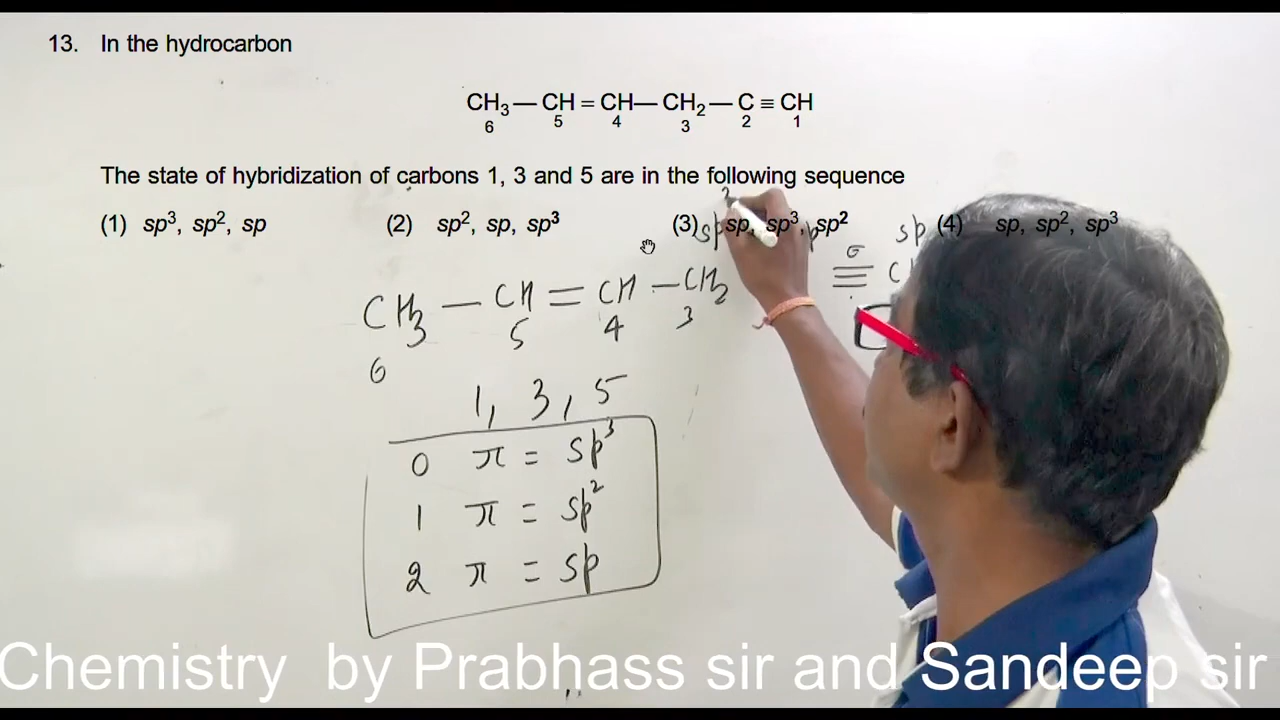 13. In the hydrocarbon
CH₃ — CH = CH — CH₂ — C ≡ CH
6 5 4 3 2 1
The state of hybridization of carbons 1, 3 and 5 are in the following sequence
(1) sp³, sp², sp (2) sp², sp, sp³ (3) sp, sp³, sp² (4) sp, sp², sp³
sp sp
CH₃ — CH = CH — CH₂ ≡
6 5 4 3
1, 3, 5
0 π = sp³
1 π = sp²
2 π = sp
Chemistry by Prabhass sir and Sandeep sir